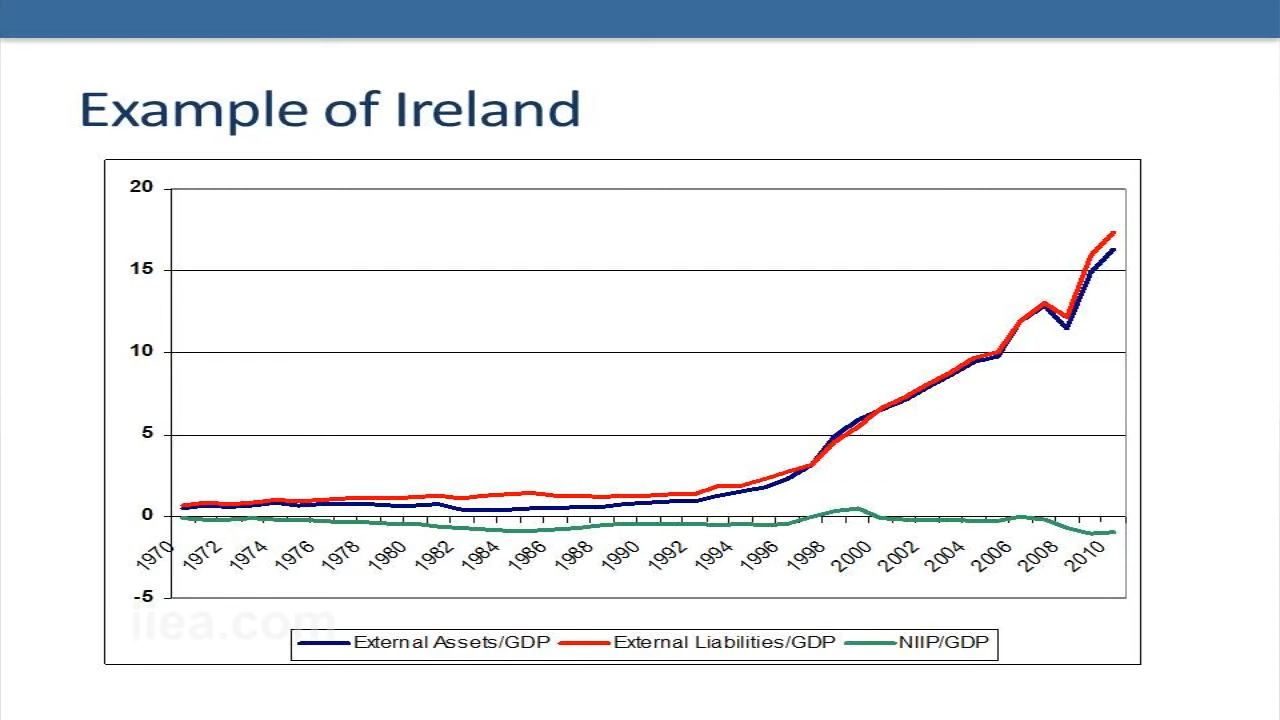 Example of Ireland
20
15
10
5
0
-5
1970 1972 1974 1976 1978 1980 1982 1984 1986 1988 1990 1992 1994 1996 1998 2000 2002 2004 2006 2008 2010
iiea.com
External Assets/GDP External Liabilities/GDP NIIP/GDP